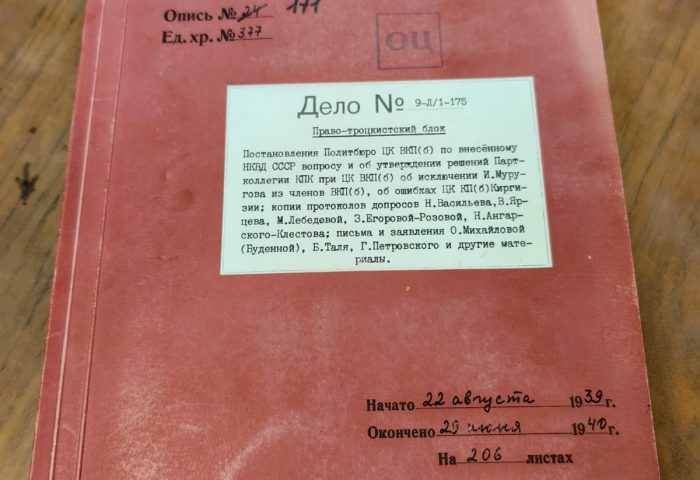 Опись № 24 171
Ед. хр. № 377
ОЦ
Дело № 9-Л/1-175
Право-троцкистский блок
Постановления Политбюро ЦК ВКП(б) по внесённому
НКВД СССР вопросу и об утверждении решений Парт-
коллегии КПК при ЦК ВКП(б) об исключении И.Муру-
гова из членов ВКП(б), об ошибках ЦК КП(б)Кирги-
зии; копии протоколов допросов Н.Васильева,В.Яр-
цева, М.Лебедевой, З.Егоровой-Розовой, Н.Ангар-
ского-Клестова; письма и заявления О.Михайловой
(Буденной), Б.Таля, Г.Петровского и другие мате-
риалы.
Начато 22 августа 1939 г.
Окончено 29 июня 1940 г.
На 206 листах